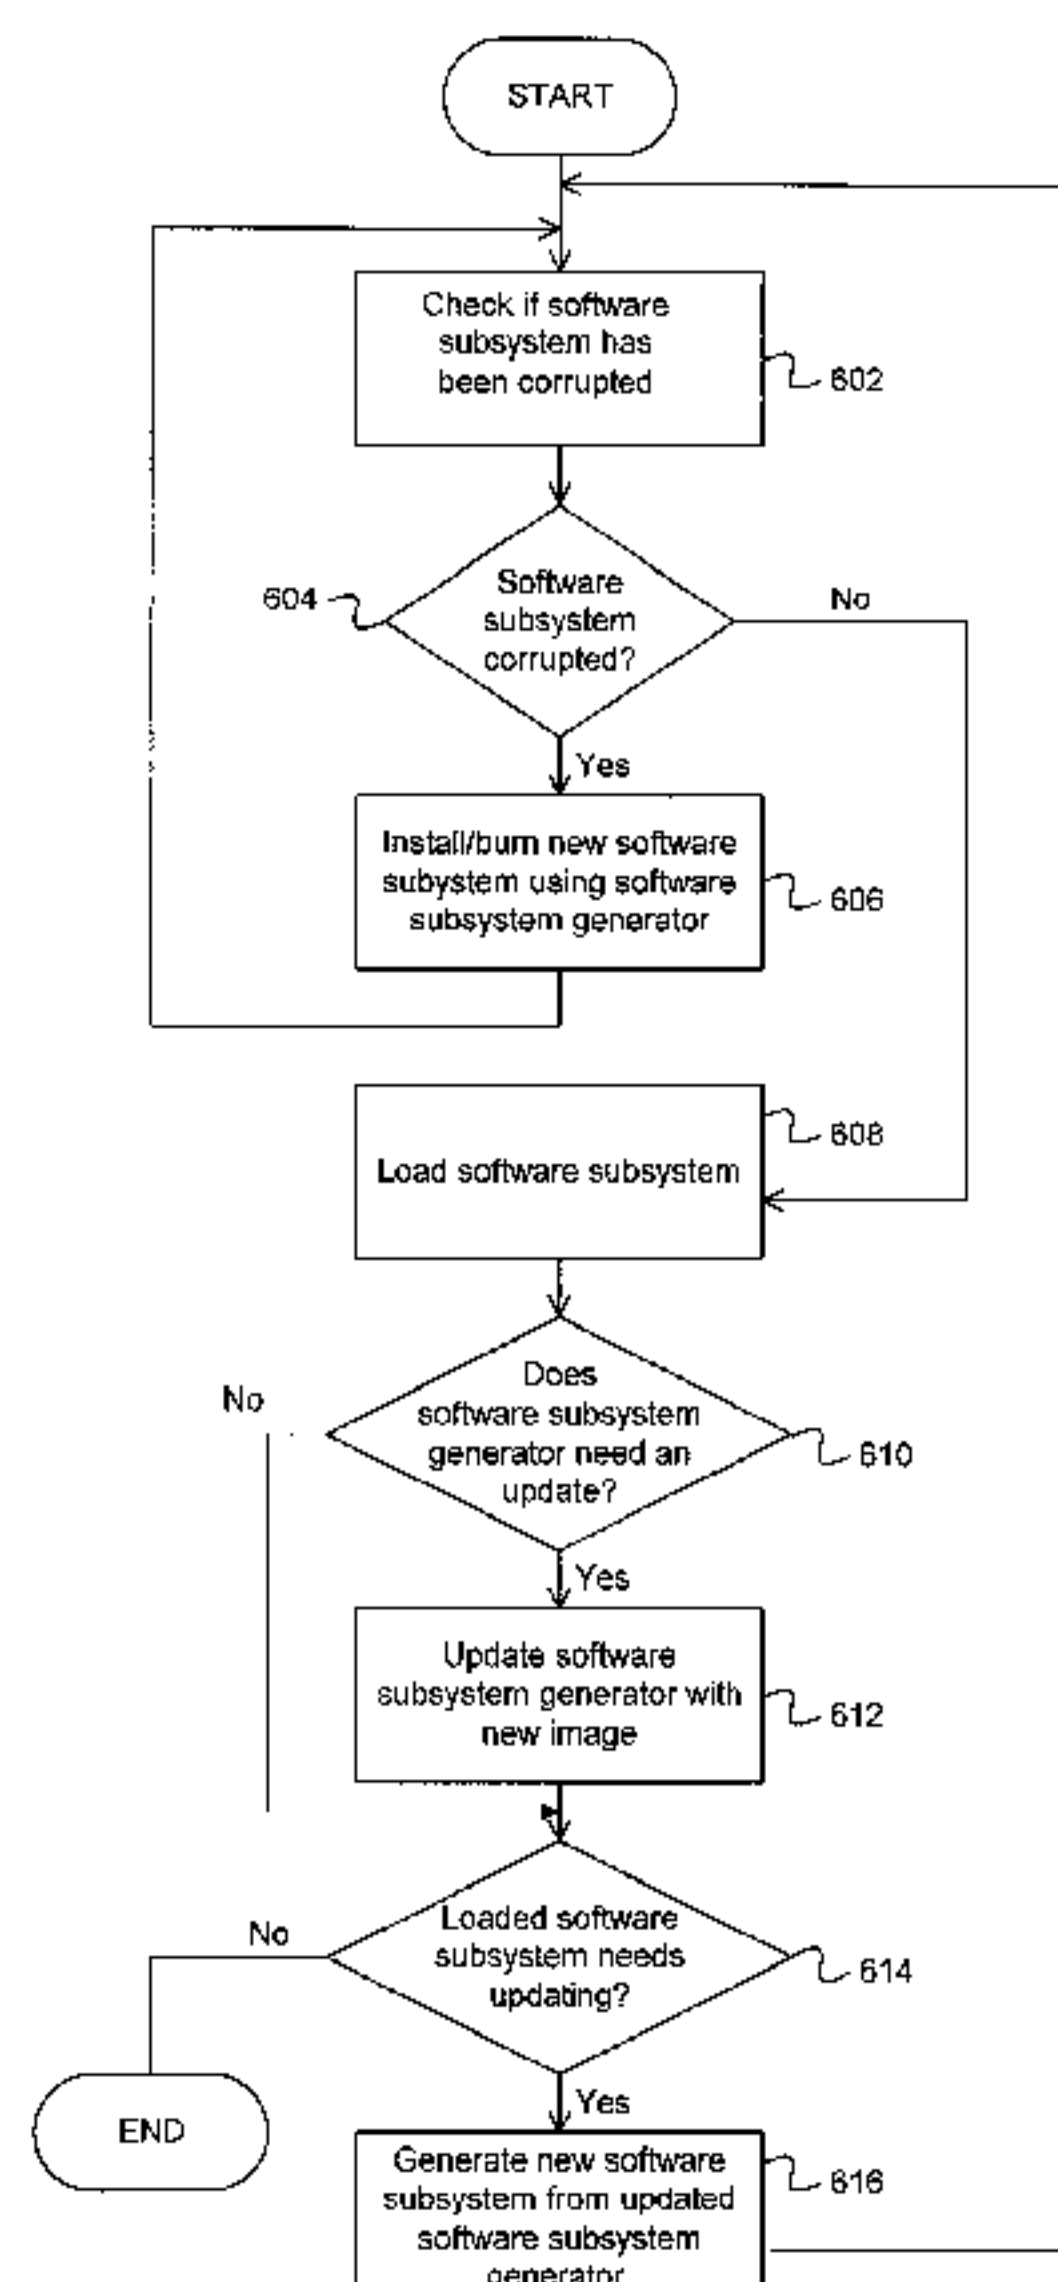 START
Check if software
subsystem has
been corrupted
602
Software
subsystem
corrupted?
604
No
Yes
Install/burn new software
subystem using software
subsystem generator
606
Load software subsystem
608
Does
software subsystem
generator need an
update?
No
610
Yes
Update software
subsystem generator with
new image
612
Loaded software
subsystem needs
updating?
No
614
Yes
END
Generate new software
subsystem from updated
software subsystem
generator
616